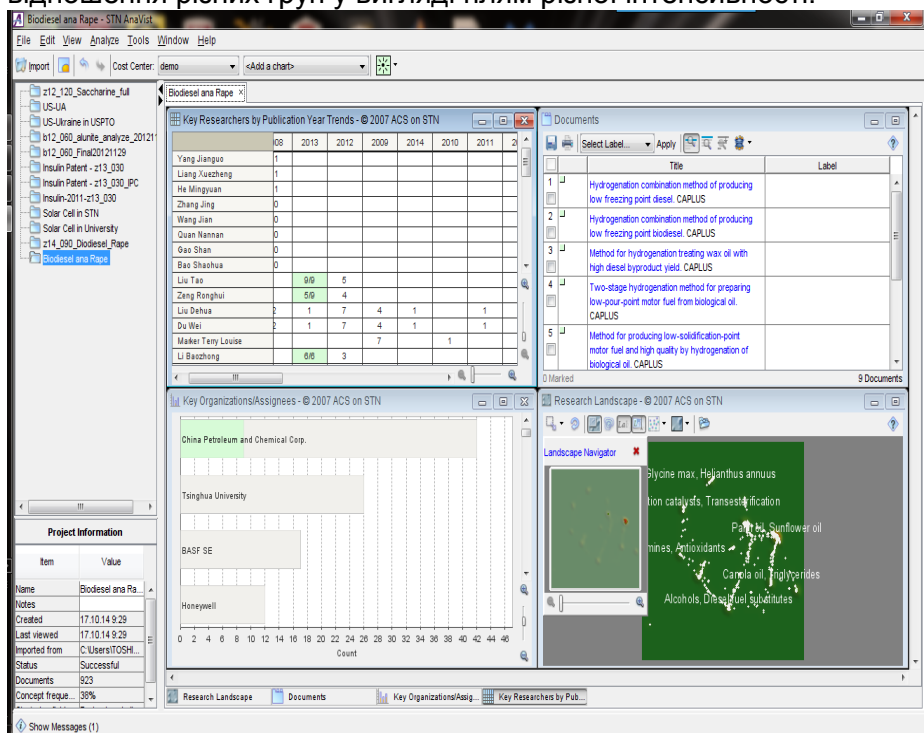 відношення різних груп у вигляді плям різної інтенсивності.
Biodiesel ana Rape - STN AnaVist
File Edit View Analyze Tools Window Help
Import Cost Center: demo <Add a chart>
z12_120_Saccharine_full
US-UA
US-Ukraine in USPTO
b12_060_alunite_analyze_20121
b12_060_Final20121129
Insulin Patent - z13_030
Insulin Patent - z13_030_IPC
Insulin-2011-z13_030
Solar Cell in STN
Solar Cell in University
z14_090_Diodiesel_Rape
Biodiesel ana Rape
Project Information
Item Value
Name Biodiesel ana Ra...
Notes
Created 17.10.14 9:29
Last viewed 17.10.14 9:29
Imported from C:\Users\TOSHI...
Status Successful
Documents 923
Concept freque... 38%
Show Messages (1)
Biodiesel ana Rape ×
Key Researchers by Publication Year Trends - © 2007 ACS on STN
08 2013 2012 2009 2014 2010 2011 2
Yang Jianguo 1
Liang Xuezheng 1
He Mingyuan 1
Zhang Jing 0
Wang Jian 0
Quan Nannan 0
Gao Shan 0
Bao Shaohua 0
Liu Tao 9/9 5
Zeng Ronghui 5/9 4
Liu Dehua 2 1 7 4 1 1
Du Wei 2 1 7 4 1 1
Marker Terry Louise 7 1
Li Baozhong 6/6 3
Documents
Select Label... Apply
Title Label
1 Hydrogenation combination method of producing
low freezing point diesel. CAPLUS
2 Hydrogenation combination method of producing
low freezing point biodiesel. CAPLUS
3 Method for hydrogenation treating wax oil with
high diesel byproduct yield. CAPLUS
4 Two-stage hydrogenation method for preparing
low-pour-point motor fuel from biological oil.
CAPLUS
5 Method for producing low-solidification-point
motor fuel and high quality by hydrogenation of
biological oil. CAPLUS
0 Marked 9 Documents
Key Organizations/Assignees - © 2007 ACS on STN
China Petroleum and Chemical Corp.
Tsinghua University
BASF SE
Honeywell
0 2 4 6 8 10 12 14 16 18 20 22 24 26 28 30 32 34 36 38 40 42 44 46
Count
Research Landscape - © 2007 ACS on STN
Landscape Navigator
Glycine max, Helianthus annuus
tion catalysts, Transesterification
Palm oil, Sunflower oil
mines, Antioxidants
Canola oil, Triglycerides
Alcohols, Diesel fuel substitutes
Research Landscape Documents Key Organizations/Assig... Key Researchers by Pub...